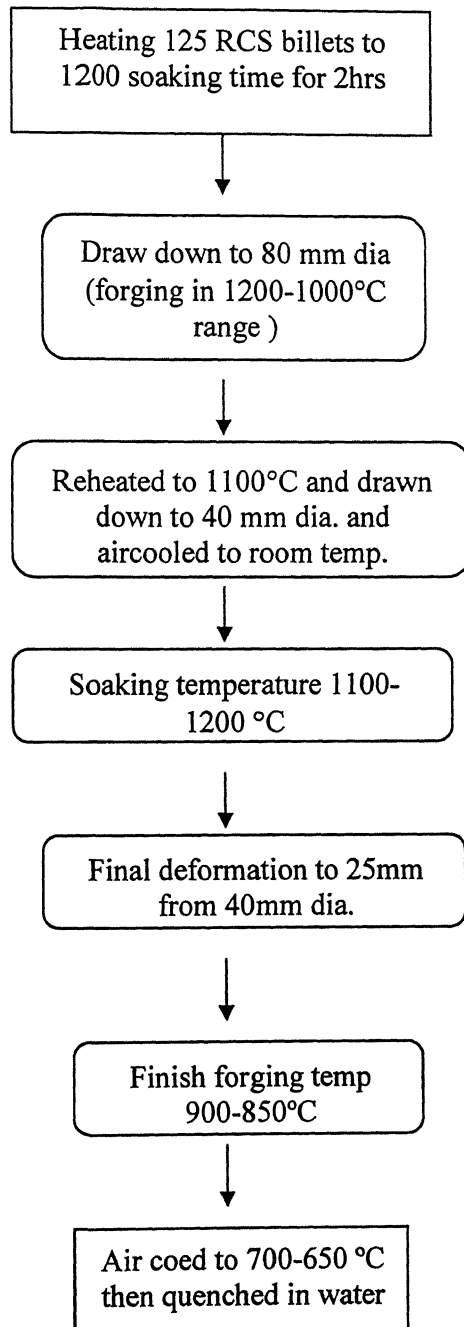 Heating 125 RCS billets to
1200 soaking time for 2hrs
Draw down to 80 mm dia
(forging in 1200-1000°C
range )
Reheated to 1100°C and drawn
down to 40 mm dia. and
aircooled to room temp.
Soaking temperature 1100-
1200 °C
Final deformation to 25mm
from 40mm dia.
Finish forging temp
900-850°C
Air coed to 700-650 °C
then quenched in water